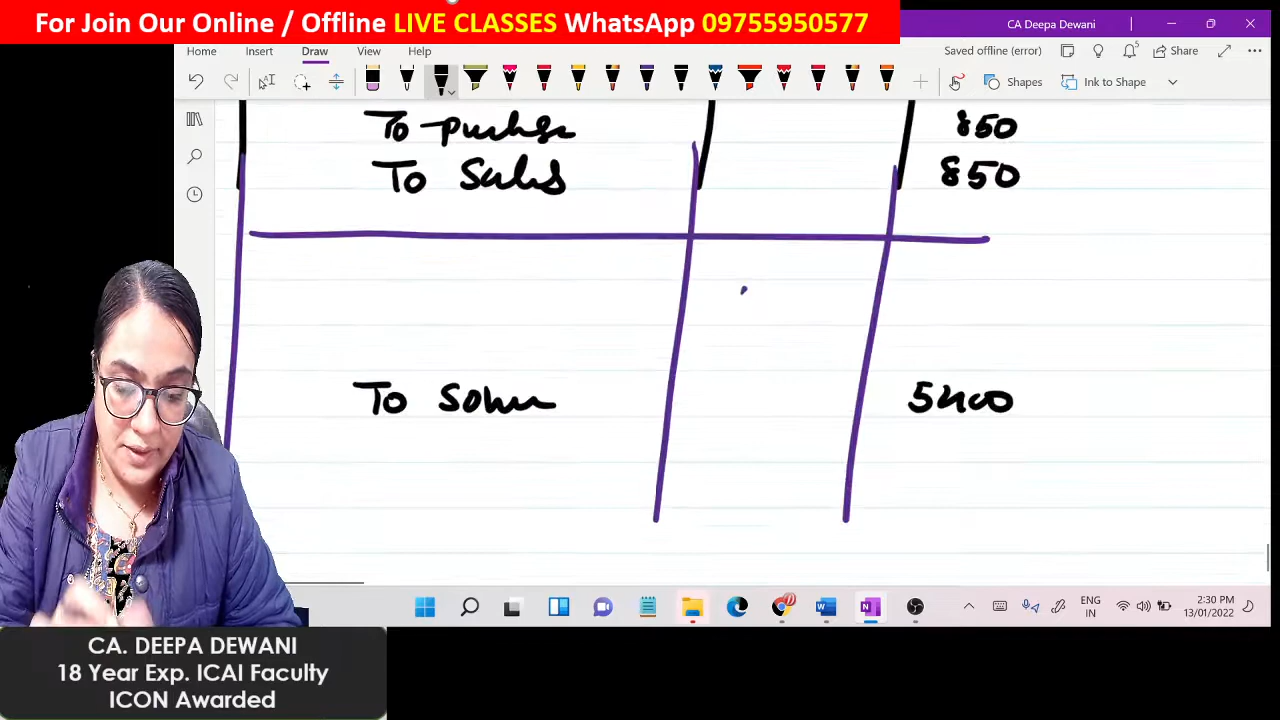 For Join Our Online / Offline LIVE CLASSES WhatsApp 09755950577
CA Deepa Dewani
Home Insert Draw View Help
Saved offline (error) 5 Share
Shapes Ink to Shape
To 850
To Sales 850
To 5400
ENG
IN
2:30 PM
13/01/2022
CA. DEEPA DEWANI
18 Year Exp. ICAI Faculty
ICON Awarded